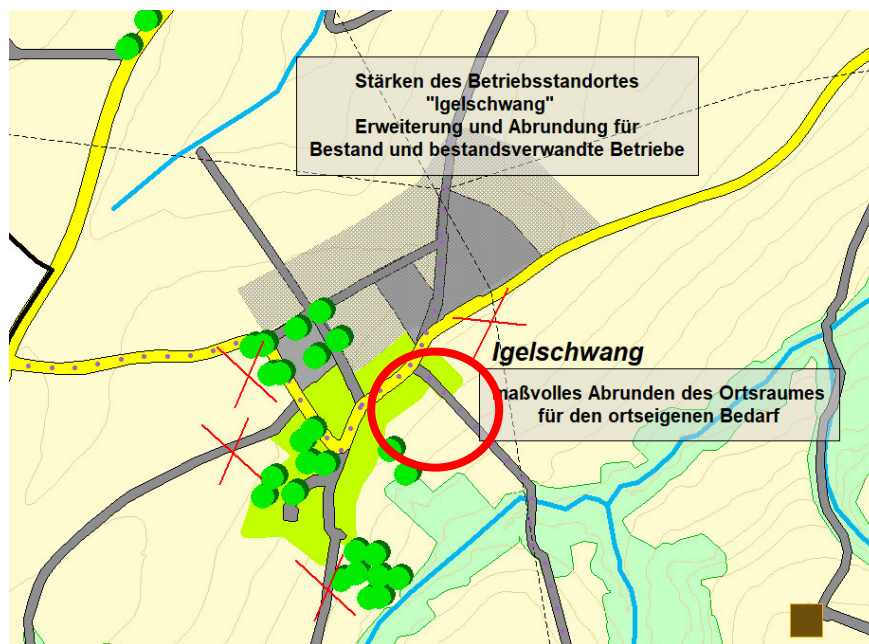 Stärken des Betriebsstandortes
"Igelschwang"
Erweiterung und Abrundung für
Bestand und bestandsverwandte Betriebe
Igelschwang
maßvolles Abrunden des Ortsraumes
für den ortseigenen Bedarf